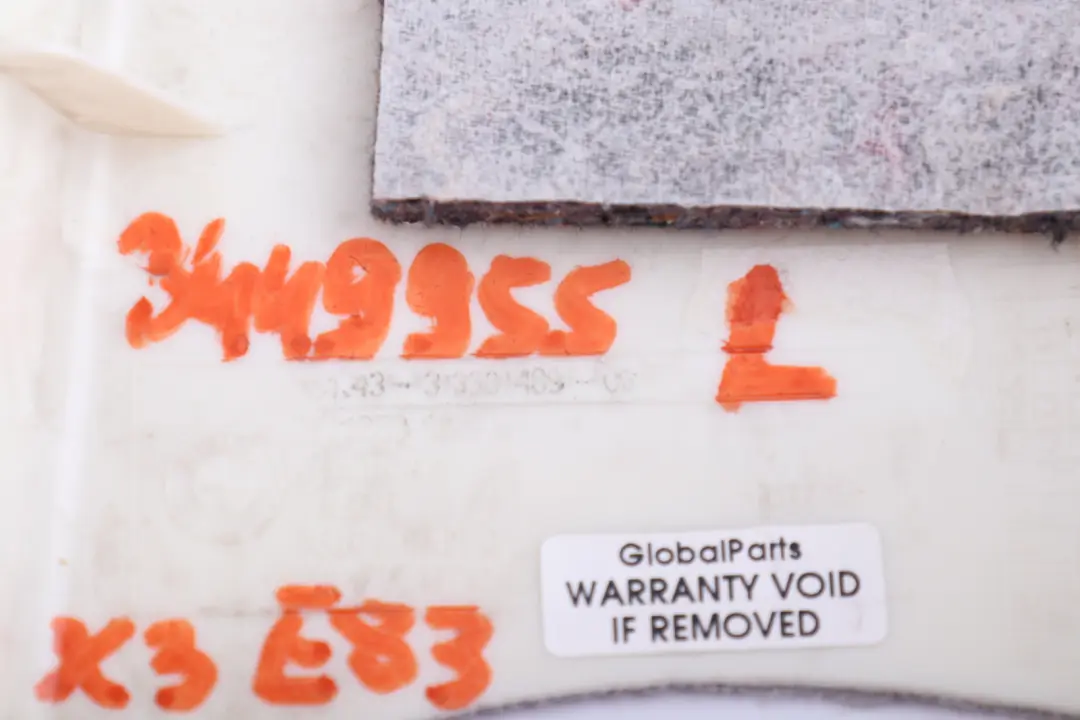 3449955 L
X3 E83
GlobalParts
WARRANTY VOID
IF REMOVED